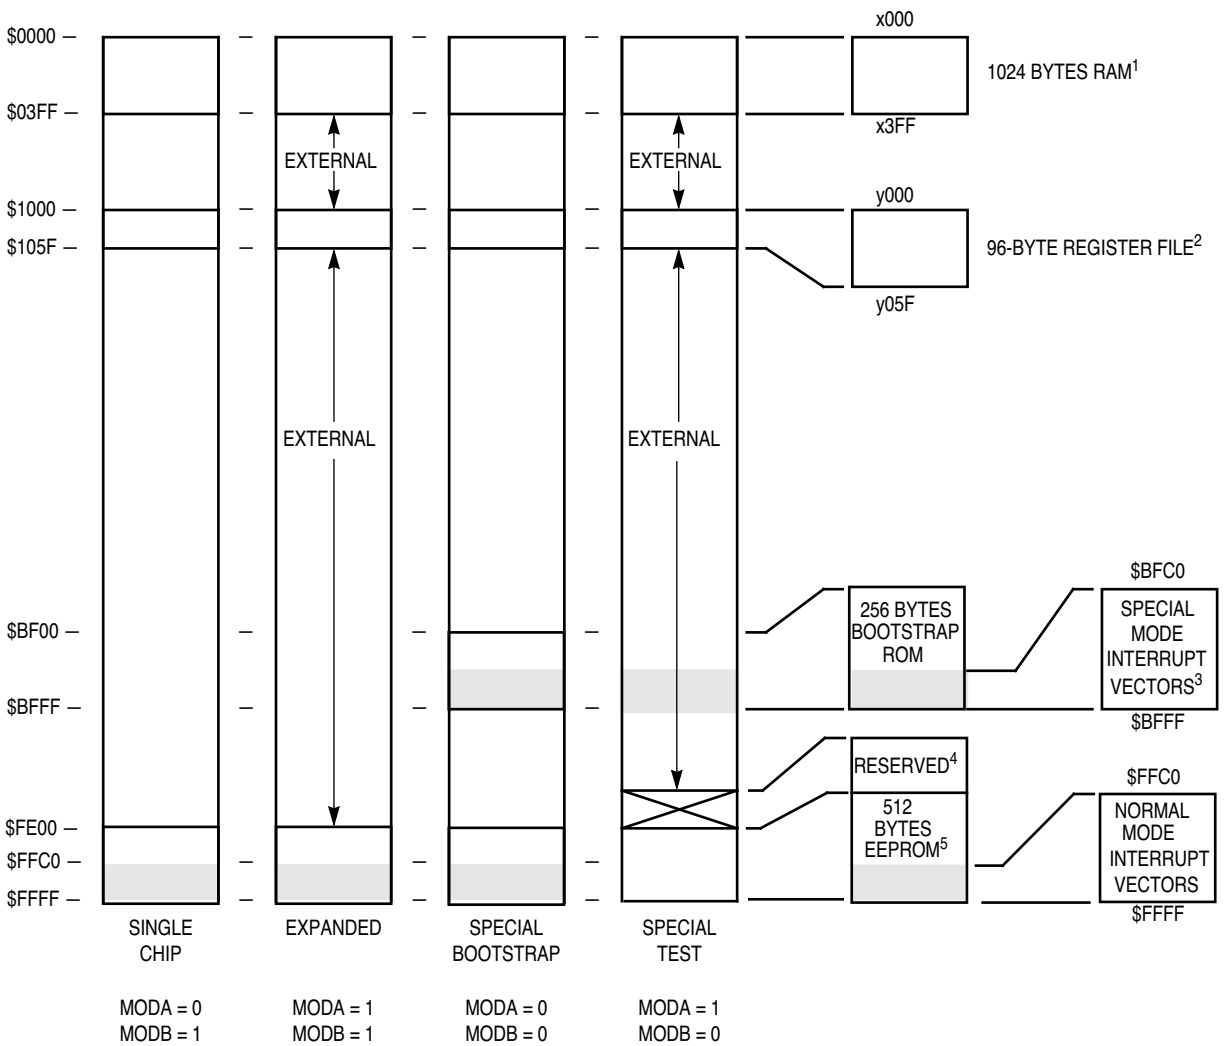 x000
$0000 –
1024 BYTES RAM1
$03FF –
x3FF
EXTERNAL
EXTERNAL
y000
$1000 –
$105F –
96-BYTE REGISTER FILE2
y05F
EXTERNAL
EXTERNAL
$BFC0
256 BYTES
BOOTSTRAP
ROM
SPECIAL
MODE
INTERRUPT
VECTORS3
$BF00 –
$BFFF –
$BFFF
RESERVED4
$FFC0
512
BYTES
EEPROM5
NORMAL
MODE
INTERRUPT
VECTORS
$FE00 –
$FFC0 –
$FFFF –
$FFFF
SINGLE
CHIP
EXPANDED
SPECIAL
BOOTSTRAP
SPECIAL
TEST
MODA = 0
MODB = 1
MODA = 1
MODB = 1
MODA = 0
MODB = 0
MODA = 1
MODB = 0